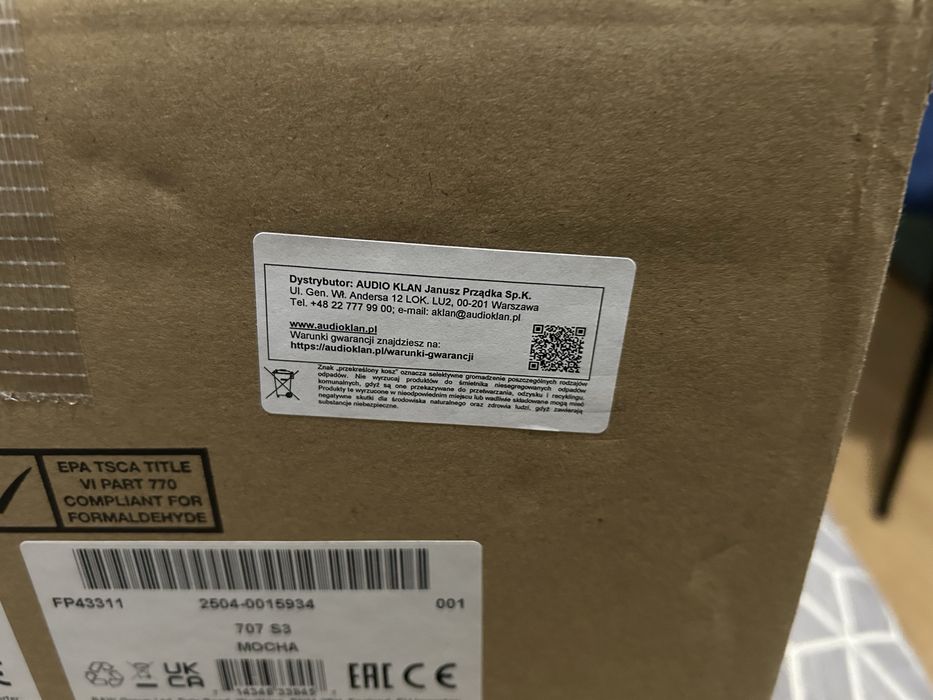 Dystrybutor: AUDIO KLAN Janusz Prządka Sp.K.
Ul. Gen. Wł. Andersa 12 LOK. LU2, 00-201 Warszawa
Tel. +48 22 777 99 00; e-mail: aklan@audioklan.pl
www.audioklan.pl
Warunki gwarancji znajdziesz na:
https://audioklan.pl/warunki-gwarancji
Znak „przekreślony kosz" oznacza selektywne gromadzenie poszczególnych rodzajów
odpadów. Nie wyrzucaj produktów do śmietnika niesegregowanych odpadów
komunalnych, gdyż są one przekazywane do przetwarzania, odzysku i recyklingu.
Produkty te wyrzucone w nieodpowiednim miejscu lub wadliwie składowane mogą mieć
negatywne skutki dla środowiska naturalnego oraz zdrowia ludzi, gdyż zawierają
substancje niebezpieczne.
EPA TSCA TITLE
VI PART 770
COMPLIANT FOR
FORMALDEHYDE
FP43311 2504-0015934 001
707 S3
MOCHA
UK
CA
EAC CE